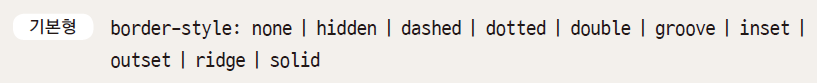 기본형 border-style: none | hidden | dashed | dotted | double | groove | inset |
outset | ridge | solid